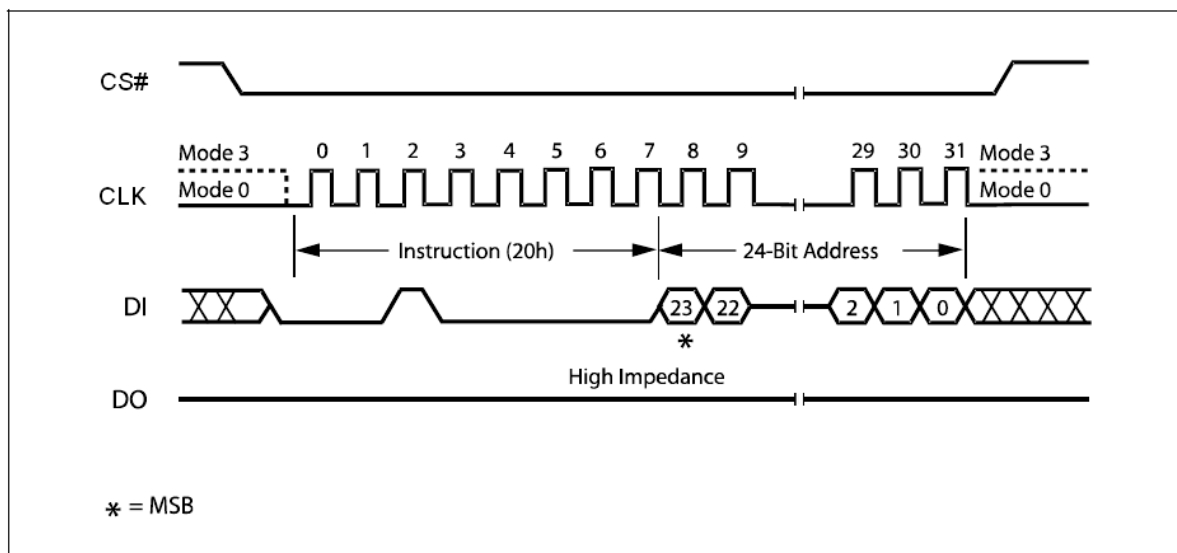 CS#
Mode 3
0 1 2 3 4 5 6 7 8 9 29 30 31
Mode 3
CLK
Mode 0
Mode 0
Instruction (20h)
24-Bit Address
DI
23 22 2 1 0
*
High Impedance
DO
* = MSB